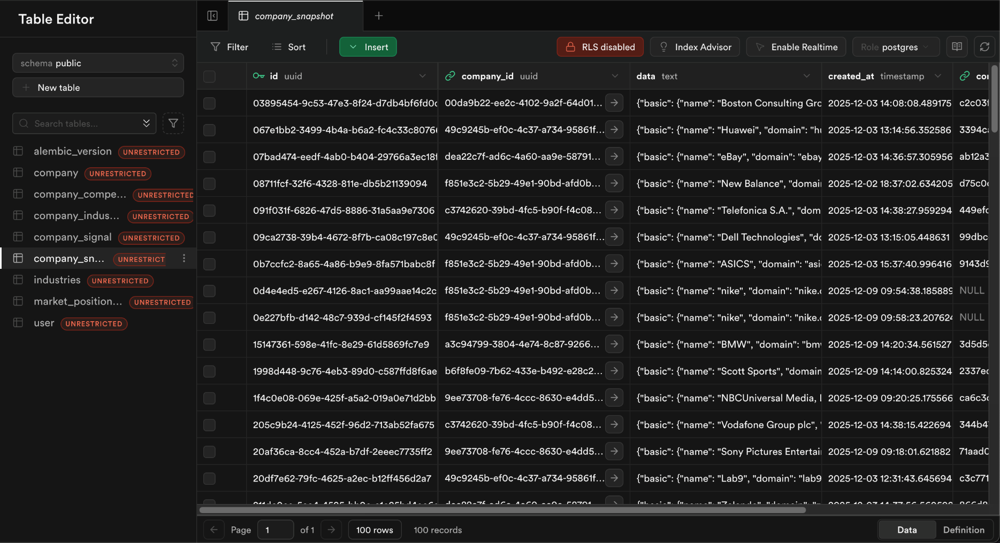 Table Editor
company_snapshot
Filter Sort Insert RLS disabled Index Advisor Enable Realtime Role postgres
schema public
New table
Search tables...
alembic_version UNRESTRICTED
company UNRESTRICTED
company_compe... UNRESTRICTED
company_indus... UNRESTRICTED
company_signal UNRESTRICTED
company_sn... UNRESTRICT
industries UNRESTRICTED
market_position... UNRESTRICTED
user UNRESTRICTED
id uuid company_id uuid data text created_at timestamp
03895454-9c53-47e3-8f24-d7db4bf6fd0c 00da9b22-ee2c-4102-9a2f-64d01... {"basic": {"name": "Boston Consulting Gro 2025-12-03 14:08:08.489175 c2c03f
067e1bb2-3499-4b4a-b6a2-fc4c33c8076 49c9245b-ef0c-4c37-a734-95861f... {"basic": {"name": "Huawei", "domain": "hu 2025-12-03 13:14:56.352586 3394c
07bad474-eedf-4ab0-b404-29766a3ec18f dea22c7f-ad6c-4a60-aa9e-58791... {"basic": {"name": "eBay", "domain": "ebay 2025-12-03 14:36:57.305956 ab12a3
08711fcf-32f6-4328-811e-db5b21139094 f851e3c2-5b29-49e1-90bd-afd0b... {"basic": {"name": "New Balance", "domai 2025-12-02 18:37:02.634205 d75c0
091f031f-6826-47d5-8886-31a5aa9e7306 c3742620-39bd-4fc5-b90f-f4c08... {"basic": {"name": "Telefonica S.A.", "dom 2025-12-03 14:38:27.959294 449ef
09ca2738-39b4-4672-8f7b-ca08c197c8e0 49c9245b-ef0c-4c37-a734-95861f... {"basic": {"name": "Dell Technologies", "do 2025-12-03 13:15:05.448631 99dbc
0b7ccfc2-8a65-4a86-b9e9-8fa571babc8f f851e3c2-5b29-49e1-90bd-afd0b... {"basic": {"name": "ASICS", "domain": "asi 2025-12-03 15:37:40.996416 9143d9
0d4e4ed5-e267-4126-8ac1-aa99aae14c2c f851e3c2-5b29-49e1-90bd-afd0b... {"basic": {"name": "nike", "domain": "nike. 2025-12-09 09:54:38.185889 NULL
0e227bfb-d142-48c7-939d-cf145f2f4593 f851e3c2-5b29-49e1-90bd-afd0b... {"basic": {"name": "nike", "domain": "nike. 2025-12-09 09:58:23.207624 NULL
15147361-598e-41fc-8e29-61d5869fc7e9 a3c94799-3804-4e74-8c87-9266... {"basic": {"name": "BMW", "domain": "bm 2025-12-09 14:20:34.561527 3d5d5
1998d448-9c76-4eb3-89d0-c587ffd8f6ae b6f8fe09-7b62-433e-b492-e28c2... {"basic": {"name": "Scott Sports", "domain 2025-12-09 14:14:00.825324 2337e
1f4c0e08-069e-425f-a5a2-019a0e71d2bb 9ee73708-fe76-4ccc-8630-e4dd5... {"basic": {"name": "NBCUniversal Media, 2025-12-09 09:20:25.175566 ca6c3
205c9b24-4125-452f-96d2-713ab52fa675 c3742620-39bd-4fc5-b90f-f4c08... {"basic": {"name": "Vodafone Group plc", 2025-12-03 14:38:15.422694 344b4
20af36ca-8cc4-452a-b7df-2eeec7735ff2 9ee73708-fe76-4ccc-8630-e4dd5... {"basic": {"name": "Sony Pictures Entertai 2025-12-09 09:18:01.621882 71aad0
20df7e62-79fc-4625-a2ec-b12ff456d2a7 49c9245b-ef0c-4c37-a734-95861f... {"basic": {"name": "Lab9", "domain": "lab9 2025-12-03 12:31:43.645694 c3c771
Page 1 of 1 100 rows 100 records Data Definition